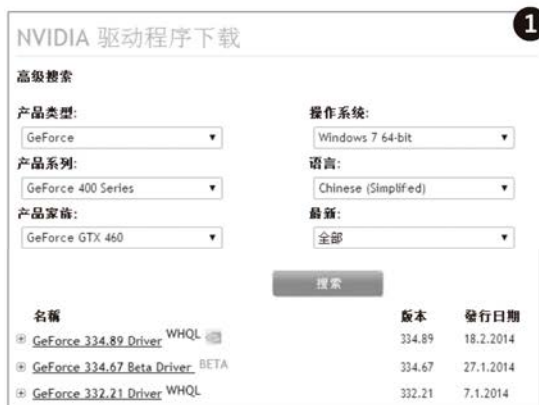 1
NVIDIA 驱动程序下载
高级搜索
产品类型: 操作系统:
GeForce Windows 7 64-bit
产品系列: 语言:
GeForce 400 Series Chinese (Simplified)
产品家族: 最新:
GeForce GTX 460 全部
搜索
名稱 版本 發行日期
GeForce 334.89 Driver WHQL 334.89 18.2.2014
GeForce 334.67 Beta Driver BETA 334.67 27.1.2014
GeForce 332.21 Driver WHQL 332.21 7.1.2014